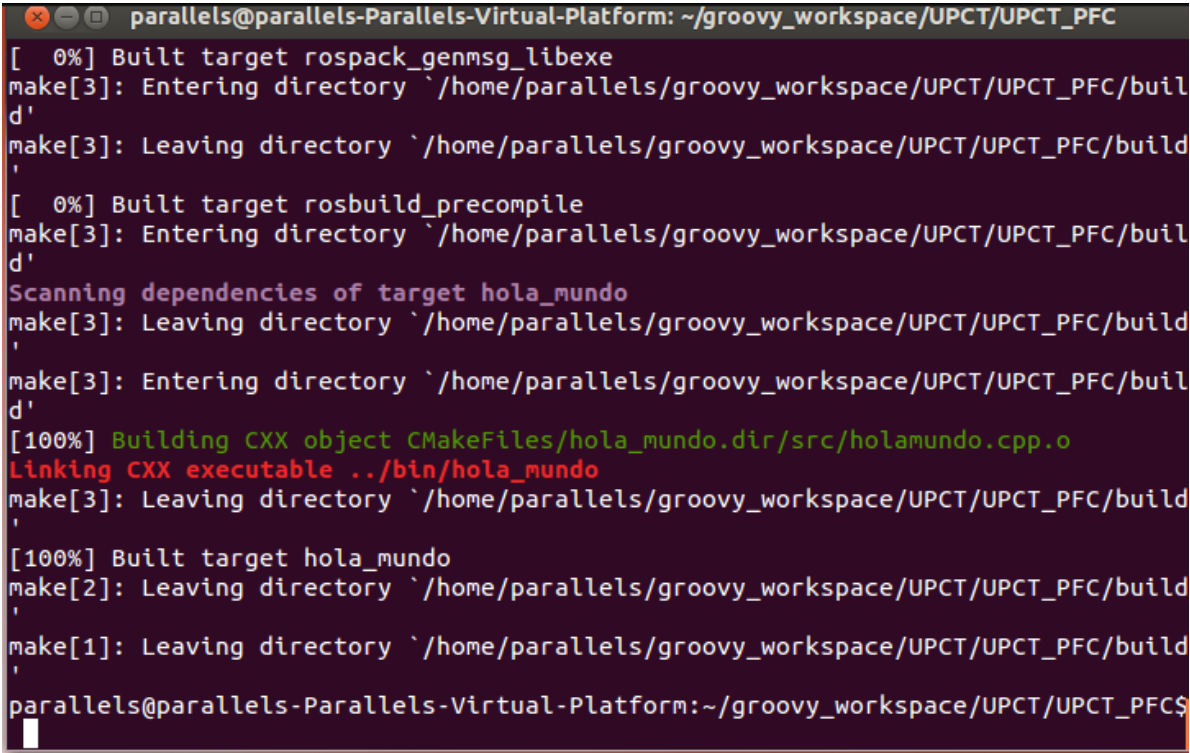 parallels@parallels-Parallels-Virtual-Platform: ~/groovy_workspace/UPCT/UPCT_PFC
[  0%] Built target rospack_genmsg_libexe
make[3]: Entering directory `/home/parallels/groovy_workspace/UPCT/UPCT_PFC/buil
d'
make[3]: Leaving directory `/home/parallels/groovy_workspace/UPCT/UPCT_PFC/build
'
[  0%] Built target rosbuild_precompile
make[3]: Entering directory `/home/parallels/groovy_workspace/UPCT/UPCT_PFC/buil
d'
Scanning dependencies of target hola_mundo
make[3]: Leaving directory `/home/parallels/groovy_workspace/UPCT/UPCT_PFC/build
'
make[3]: Entering directory `/home/parallels/groovy_workspace/UPCT/UPCT_PFC/buil
d'
[100%] Building CXX object CMakeFiles/hola_mundo.dir/src/holamundo.cpp.o
Linking CXX executable ../bin/hola_mundo
make[3]: Leaving directory `/home/parallels/groovy_workspace/UPCT/UPCT_PFC/build
'
[100%] Built target hola_mundo
make[2]: Leaving directory `/home/parallels/groovy_workspace/UPCT/UPCT_PFC/build
'
make[1]: Leaving directory `/home/parallels/groovy_workspace/UPCT/UPCT_PFC/build
'
parallels@parallels-Parallels-Virtual-Platform:~/groovy_workspace/UPCT/UPCT_PFC$